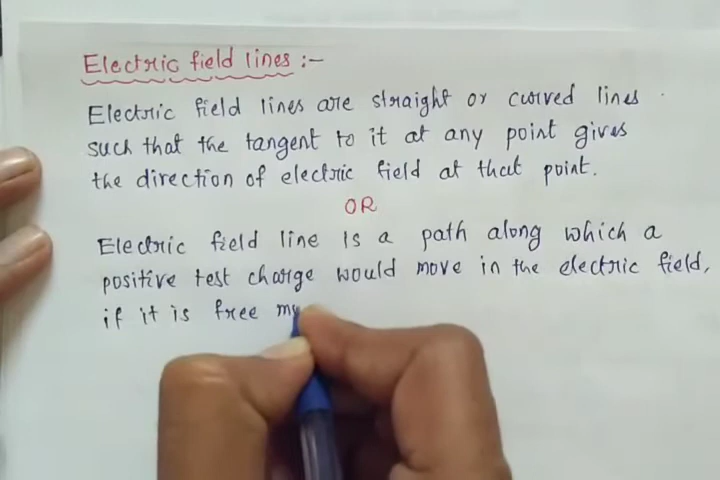 Electric field lines :-
Electric field lines are straight or curved lines
such that the tangent to it at any point gives
the direction of electric field at that point.
OR
Electric field line is a path along which a
positive test charge would move in the electric field,
if it is free